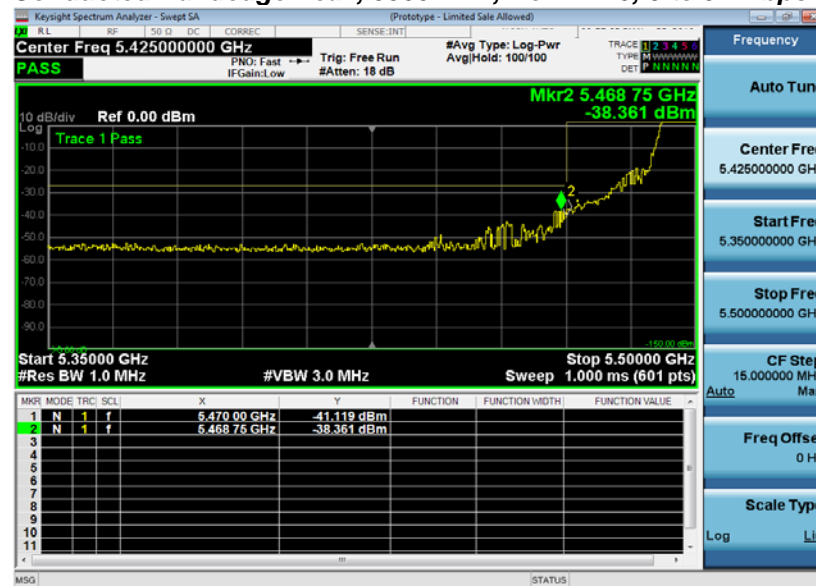 Keysight Spectrum Analyzer - Swept SA (Prototype - Limited Sale Allowed)
RL RF 50 Ω DC CORREC SENSE:INT
Center Freq 5.425000000 GHz
PASS
PNO: Fast
IFGain:Low
Trig: Free Run
#Atten: 18 dB
#Avg Type: Log-Pwr
Avg|Hold: 100/100
TRACE 1 2 3 4 5 6
TYPE M W W W W W
DET P N N N N N
Frequency
Mkr2 5.468 75 GHz
-38.361 dBm
10 dB/div Ref 0.00 dBm
Log
Trace 1 Pass
-10.0
-20.0
-30.0
-40.0
-50.0
-60.0
-70.0
-80.0
-90.0
2
-150.00 dBm
Start 5.35000 GHz Stop 5.50000 GHz
#Res BW 1.0 MHz #VBW 3.0 MHz Sweep 1.000 ms (601 pts)
MKR MODE TRC SCL X Y FUNCTION FUNCTION WIDTH FUNCTION VALUE
1 N 1 f 5.470 00 GHz -41.119 dBm
2 N 1 f 5.468 75 GHz -38.361 dBm
3
4
5
6
7
8
9
10
11
MSG STATUS
Auto Tun
Center Fre
5.425000000 GH
Start Fre
5.350000000 GH
Stop Fre
5.500000000 GH
CF Step
15.000000 MH
Auto Ma
Freq Offse
0 H
Scale Type
Log Li